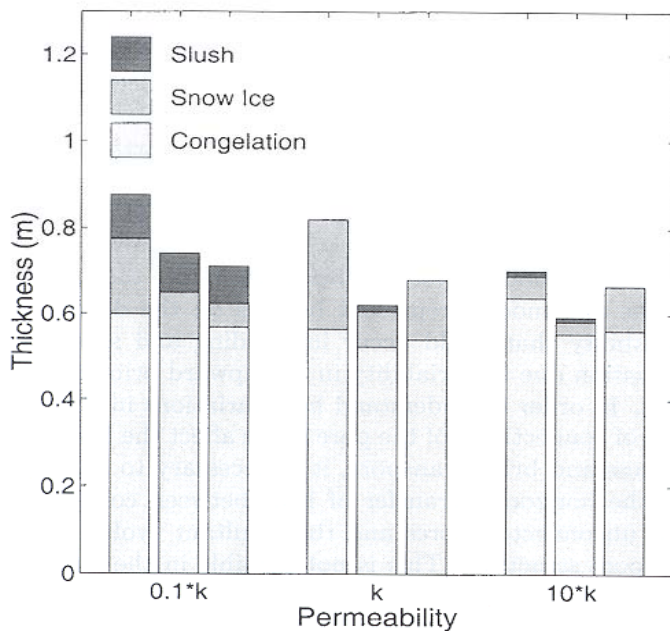 Slush
Snow Ice
Congelation
Thickness (m)
1.2
1
0.8
0.6
0.4
0.2
0
0.1*k
k
10*k
Permeability